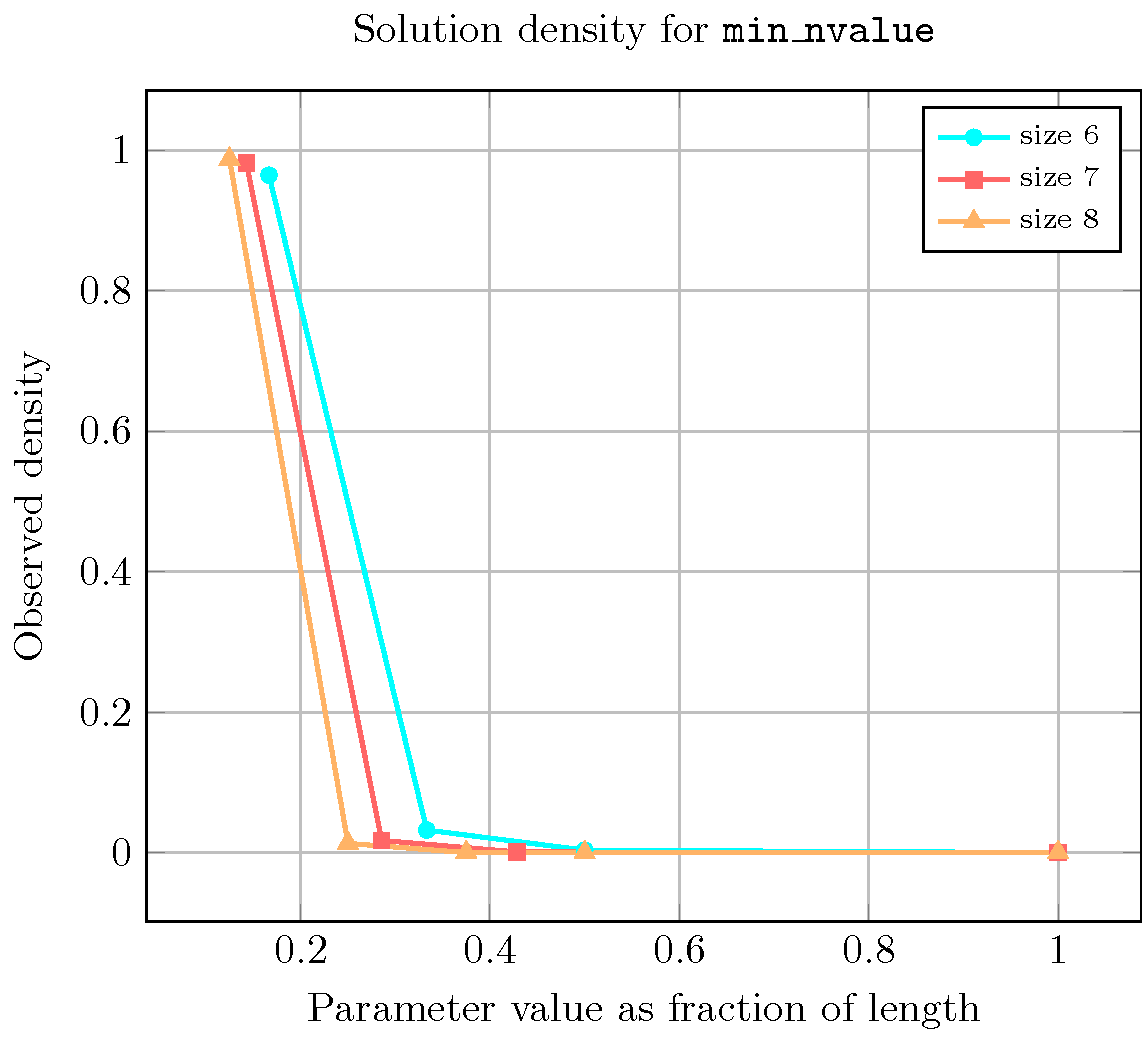 Solution density for min_nvalue
size 6
size 7
size 8
1
0.8
0.6
0.4
0.2
0
Observed density
0.2 0.4 0.6 0.8 1
Parameter value as fraction of length